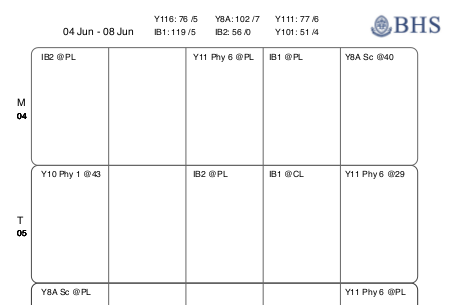 Y116: 76 /5 Y8A: 102 /7 Y111: 77 /6
04 Jun - 08 Jun IB1: 119 /5 IB2: 56 /0 Y101: 51 /4
BHS
IB2 @PL Y11 Phy 6 @PL IB1 @PL Y8A Sc @40
M
04
Y10 Phy 1 @43 IB2 @PL IB1 @CL Y11 Phy 6 @29
T
05
Y8A Sc @PL Y11 Phy 6 @PL